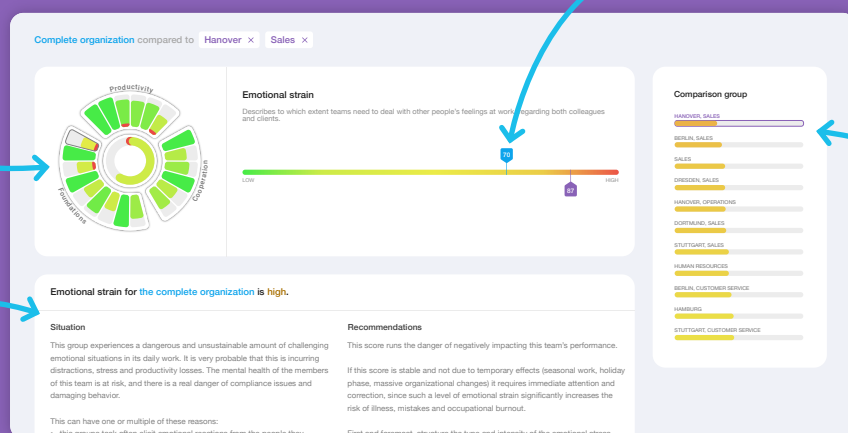 Complete organization compared to Hanover × Sales ×
Productivity
Cooperation
Foundations
Emotional strain
Describes to which extent teams need to deal with other people's feelings at work regarding both colleagues
and clients.
70
LOW
HIGH
87
Comparison group
HANOVER, SALES
BERLIN, SALES
SALES
DRESDEN, SALES
HANOVER, OPERATIONS
DORTMUND, SALES
STUTTGART, SALES
HUMAN RESOURCES
BERLIN, CUSTOMER SERVICE
HAMBURG
STUTTGART, CUSTOMER SERVICE
Emotional strain for the complete organization is high.
Situation
This group experiences a dangerous and unsustainable amount of challenging
emotional situations in its daily work. It is very probable that this is incurring
distractions, stress and productivity losses. The mental health of the members
of this team is at risk, and there is a real danger of compliance issues and
damaging behavior.
This can have one or multiple of these reasons:
Recommendations
This score runs the danger of negatively impacting this team's performance.
If this score is stable and not due to temporary effects (seasonal work, holiday
phase, massive organizational changes) it requires immediate attention and
correction, since such a level of emotional strain significantly increases the
risk of illness, mistakes and occupational burnout.